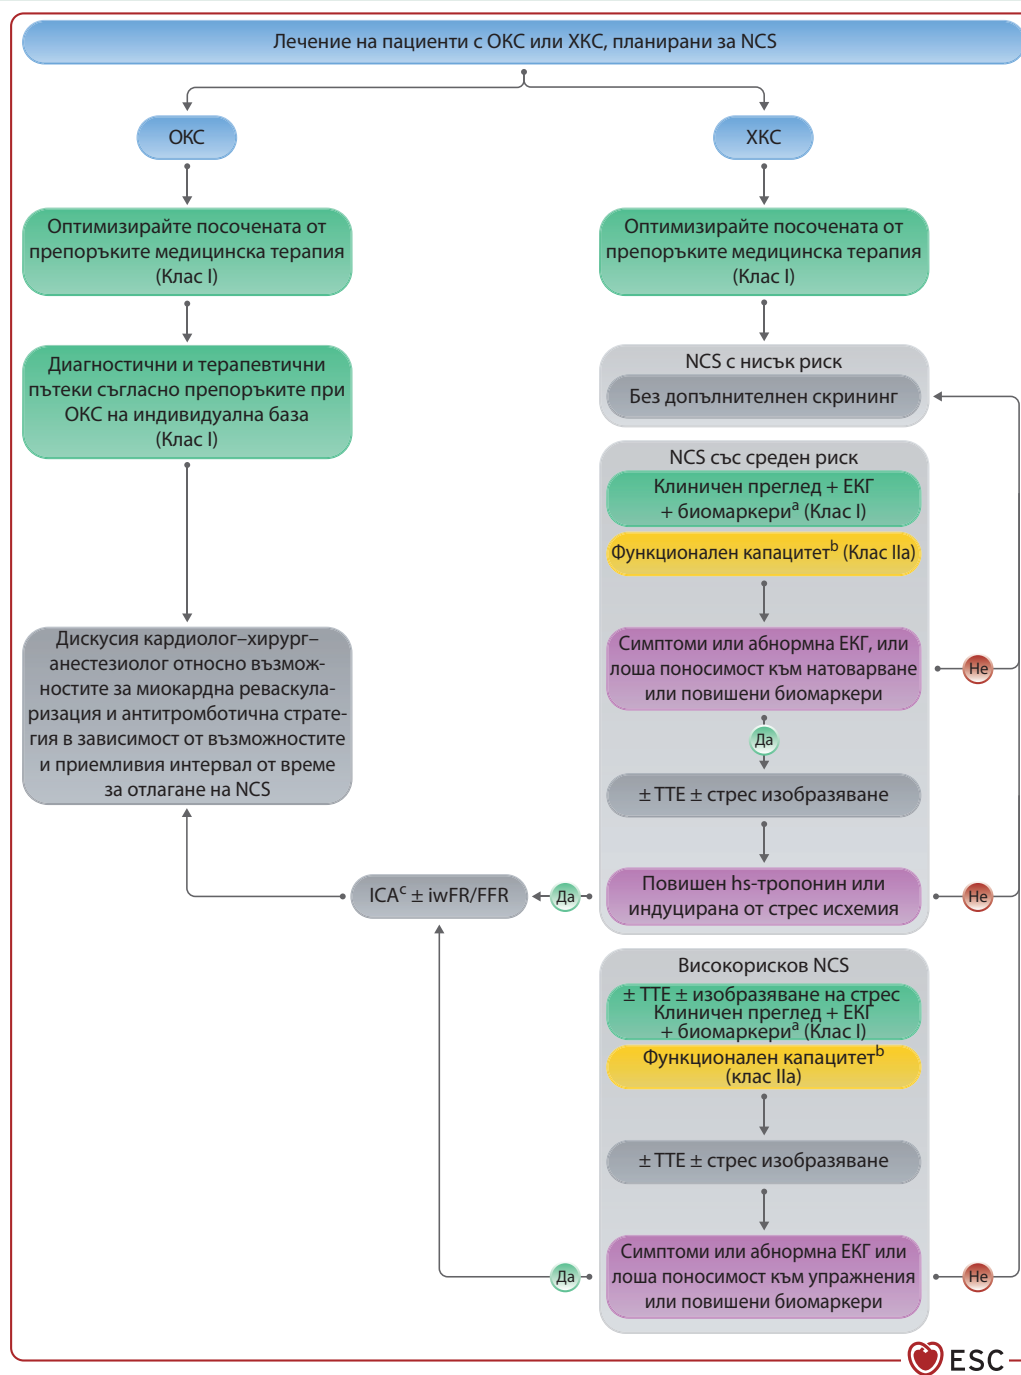 Лечение на пациенти с ОКС или ХКС, планирани за NCS
ОКС
Оптимизирайте посочената от
препоръките медицинска терапия
(Клас I)
Диагностични и терапевтични
пътеки съгласно препоръките при
ОКС на индивидуална база
(Клас I)
Дискусия кардиолог–хирург–
анестезиолог относно възмож-
ностите за миокардна реваскула-
ризация и антитромботична страте-
гия в зависимост от възможностите
и приемливия интервал от време
за отлагане на NCS
ХКС
Оптимизирайте посочената от
препоръките медицинска терапия
(Клас I)
NCS с нисък риск
Без допълнителнен скрининг
NCS със среден риск
Клиничен преглед + ЕКГ
+ биомаркери^a (Клас I)
Функционален капацитет^b (Клас IIa)
Симптоми или абнормна ЕКГ, или
лоша поносимост към натоварване
или повишени биомаркери
Не
Да
± TTE ± стрес изобразяване
Повишен hs-тропонин или
индуцирана от стрес исхемия
Не
Да
ICA^c ± iwFR/FFR
Високорисков NCS
± TTE ± изобразяване на стрес
Клиничен преглед + ЕКГ
+ биомаркери^a (Клас I)
Функционален капацитет^b
(клас IIa)
± TTE ± стрес изобразяване
Симптоми или абнормна ЕКГ или
лоша поносимост към упражнения
или повишени биомаркери
Да
Не
ESC